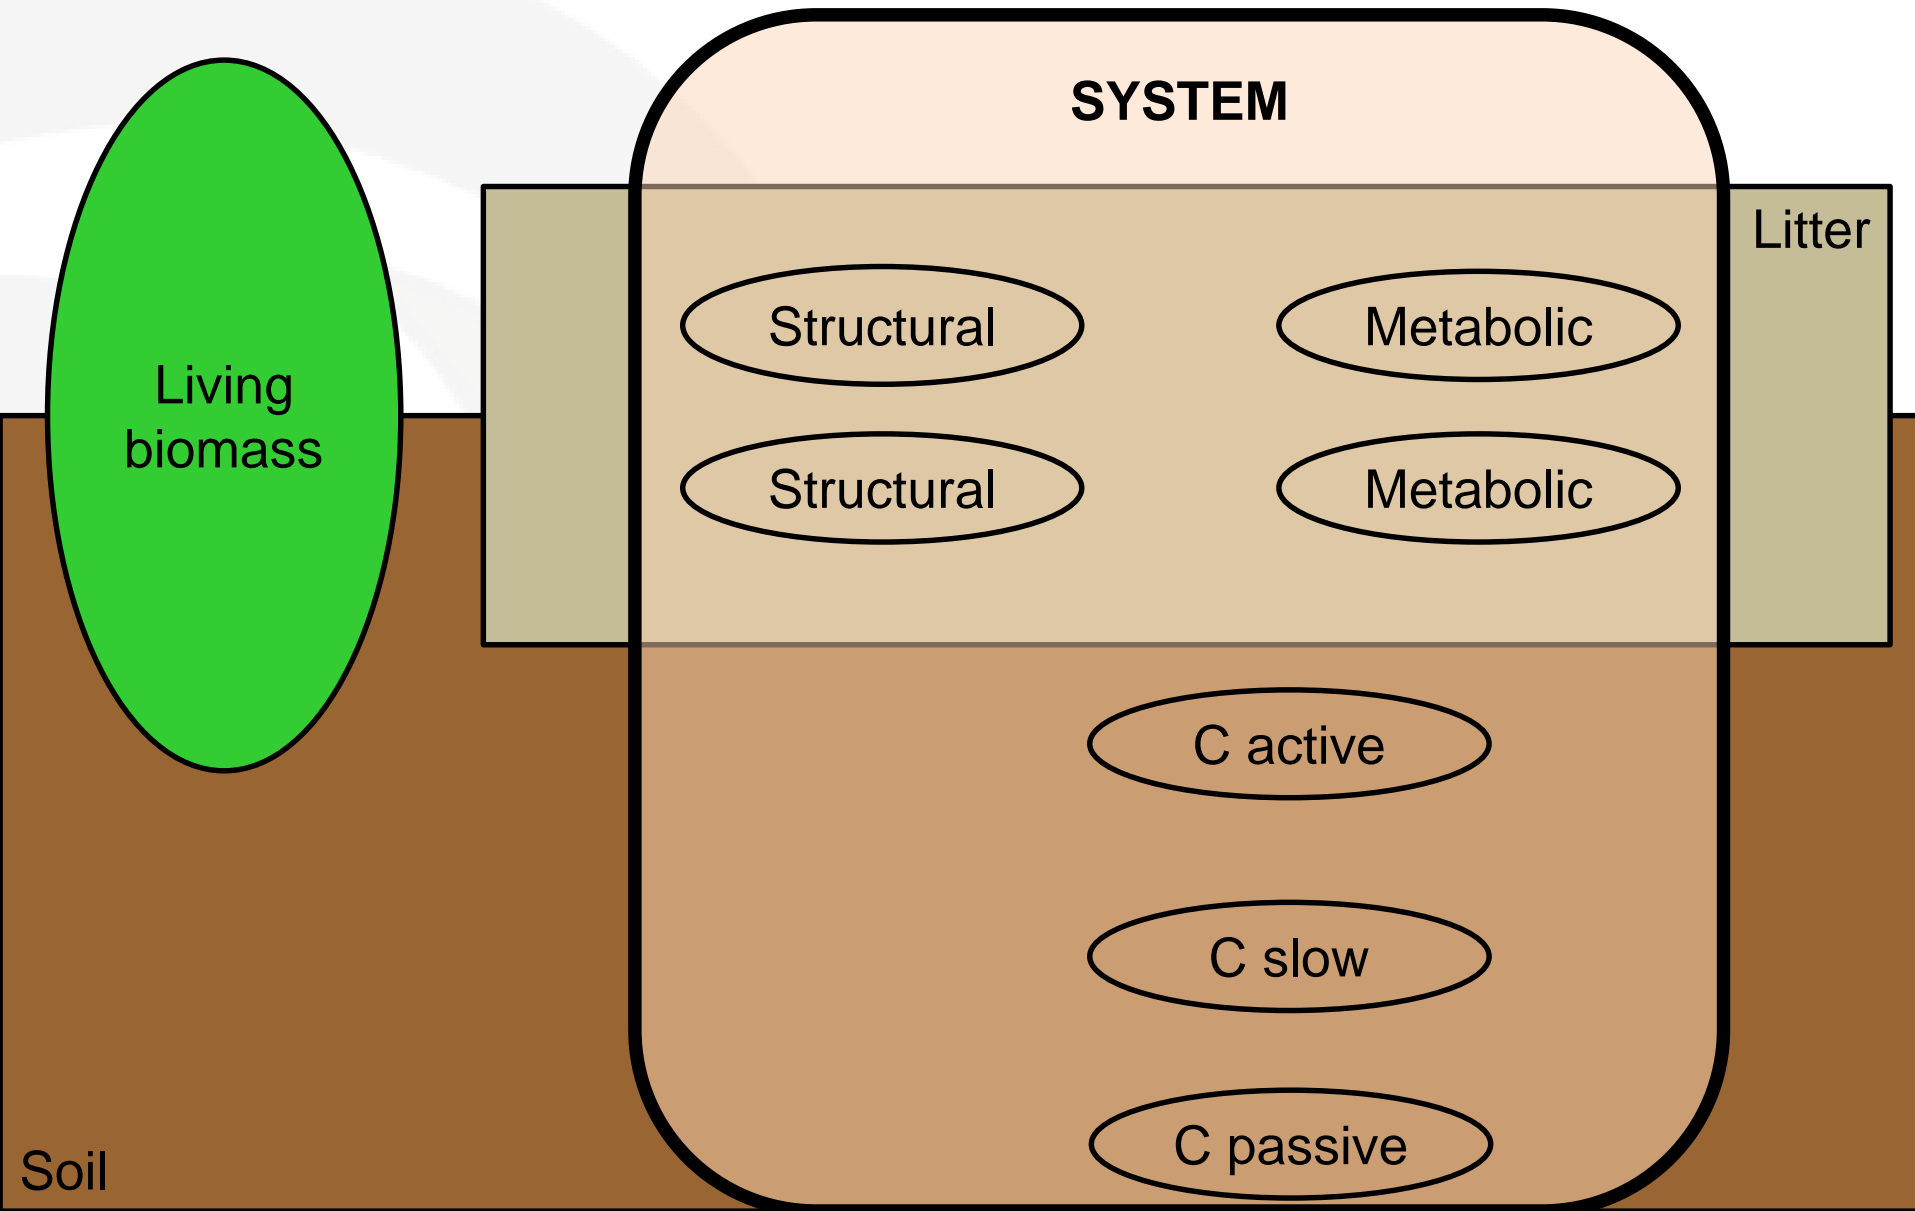 SYSTEM
Litter
Structural
Metabolic
Living
biomass
Structural
Metabolic
C active
C slow
C passive
Soil